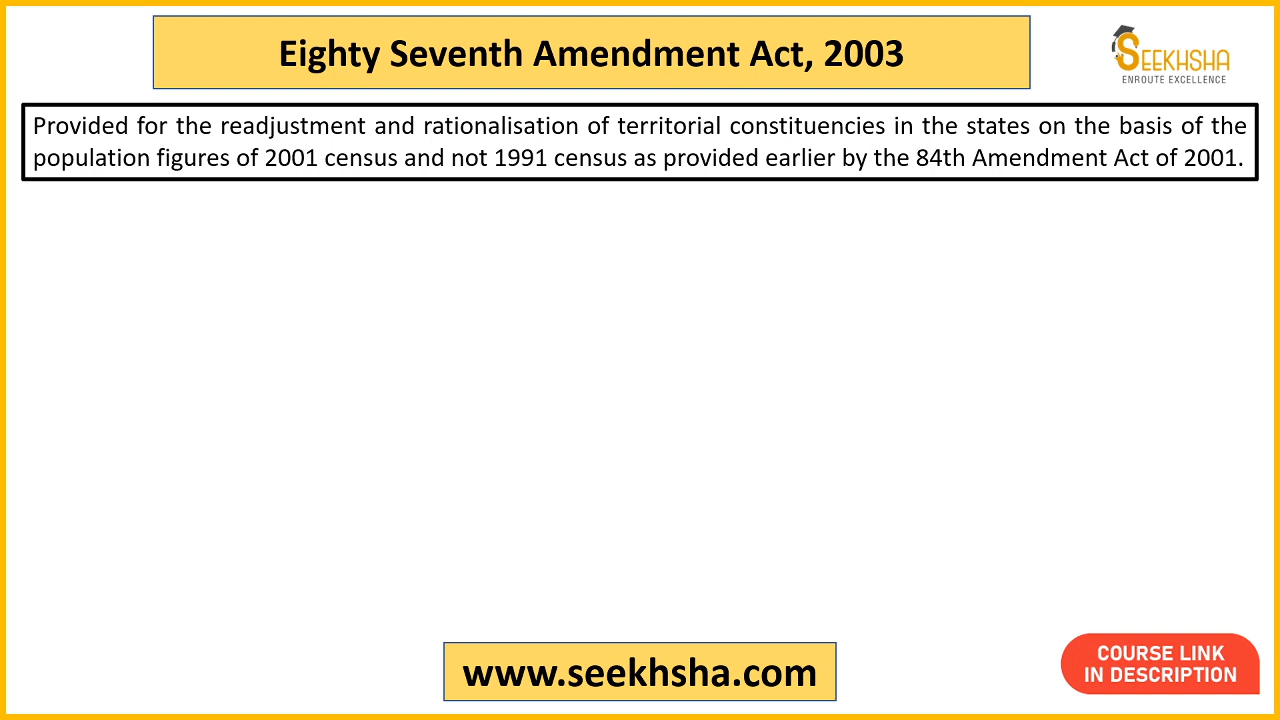 Eighty Seventh Amendment Act, 2003
SEEKHSHA
ENROUTE EXCELLENCE
Provided for the readjustment and rationalisation of territorial constituencies in the states on the basis of the
population figures of 2001 census and not 1991 census as provided earlier by the 84th Amendment Act of 2001.
www.seekhsha.com
COURSE LINK
IN DESCRIPTION